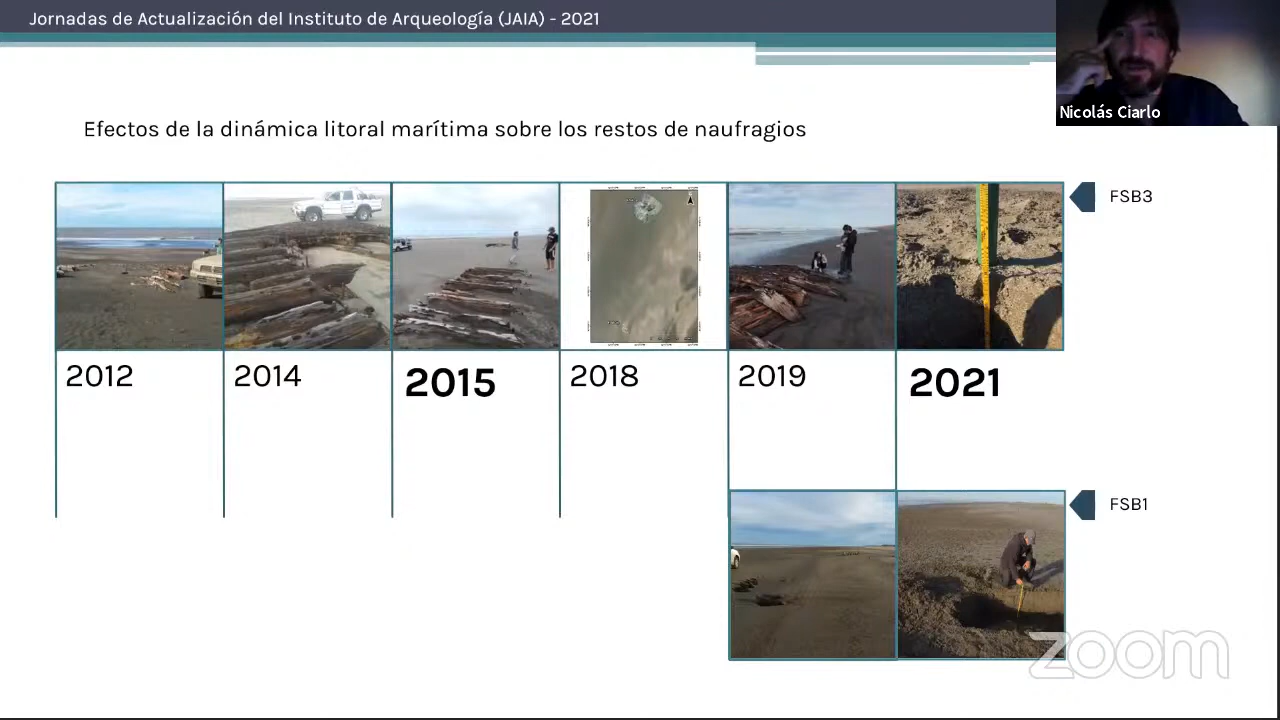 Jornadas de Actualización del Instituto de Arqueología (JAIA) - 2021
Nicolás Ciarlo
Efectos de la dinámica litoral marítima sobre los restos de naufragios
FSB3
2012
2014
2015
2018
2019
2021
FSB1
zoom